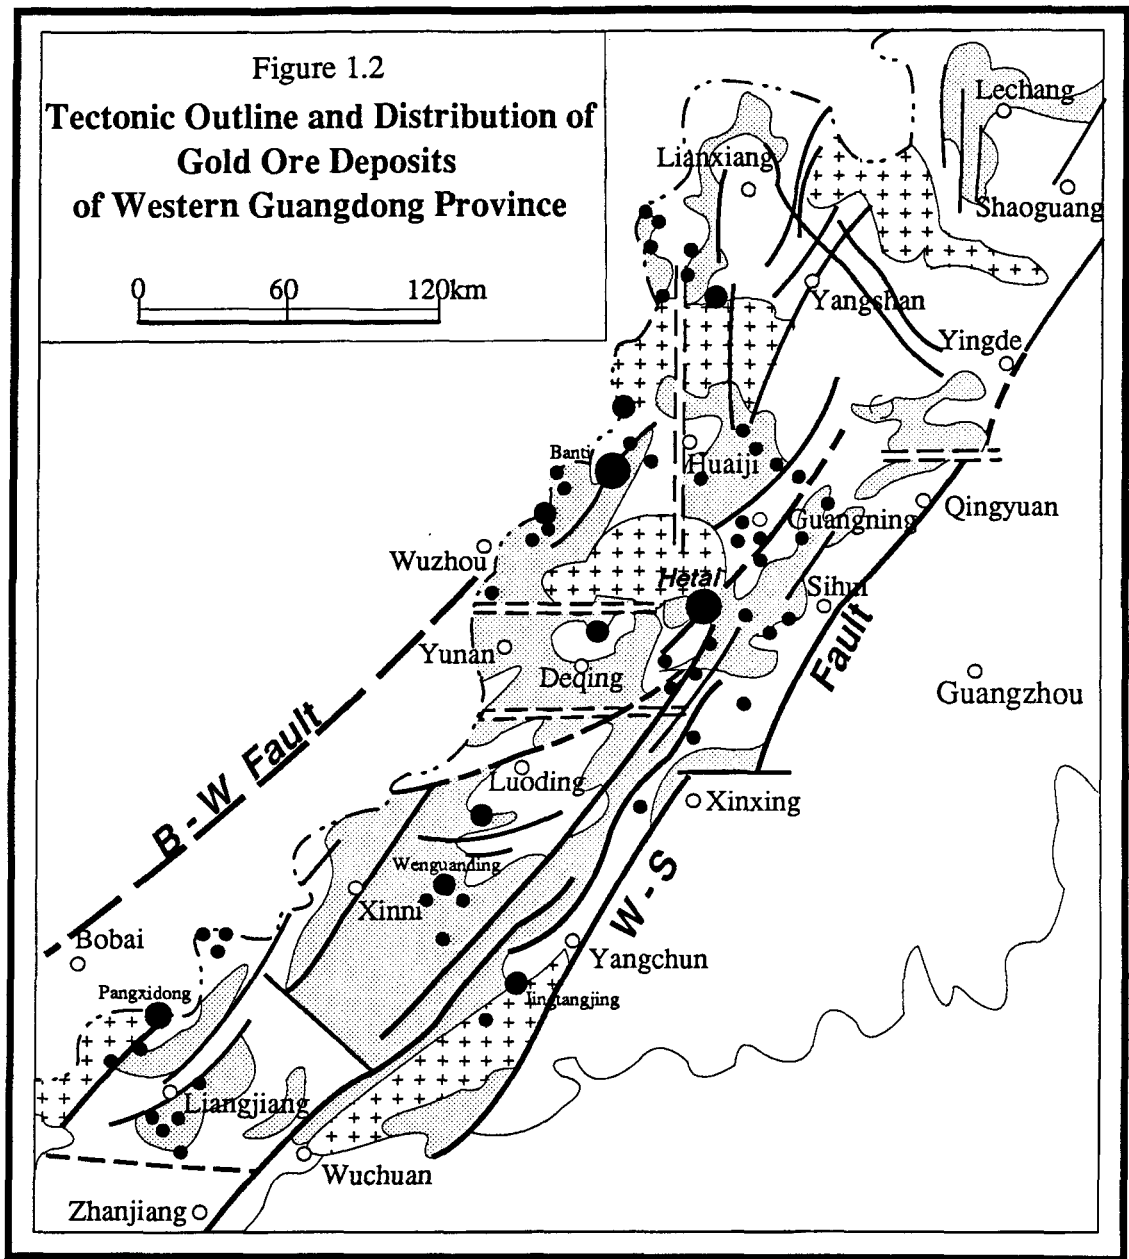 Figure 1.2
Tectonic Outline and Distribution of
Gold Ore Deposits
of Western Guangdong Province
0 60 120km
Lechang
Lianxiang
Shaoguang
Yangshan
Yingde
Banti
Huaiji
Qingyuan
Guangning
Wuzhou
Hetai
Sihui
Yunan
Fault
Deqing
Guangzhou
B - W Fault
Luoding
Xinxing
Wenguanding
W - S
Xinni
Bobai
Yangchun
Pangxidong
Jingtangjing
Liangjiang
Wuchuan
Zhanjiang